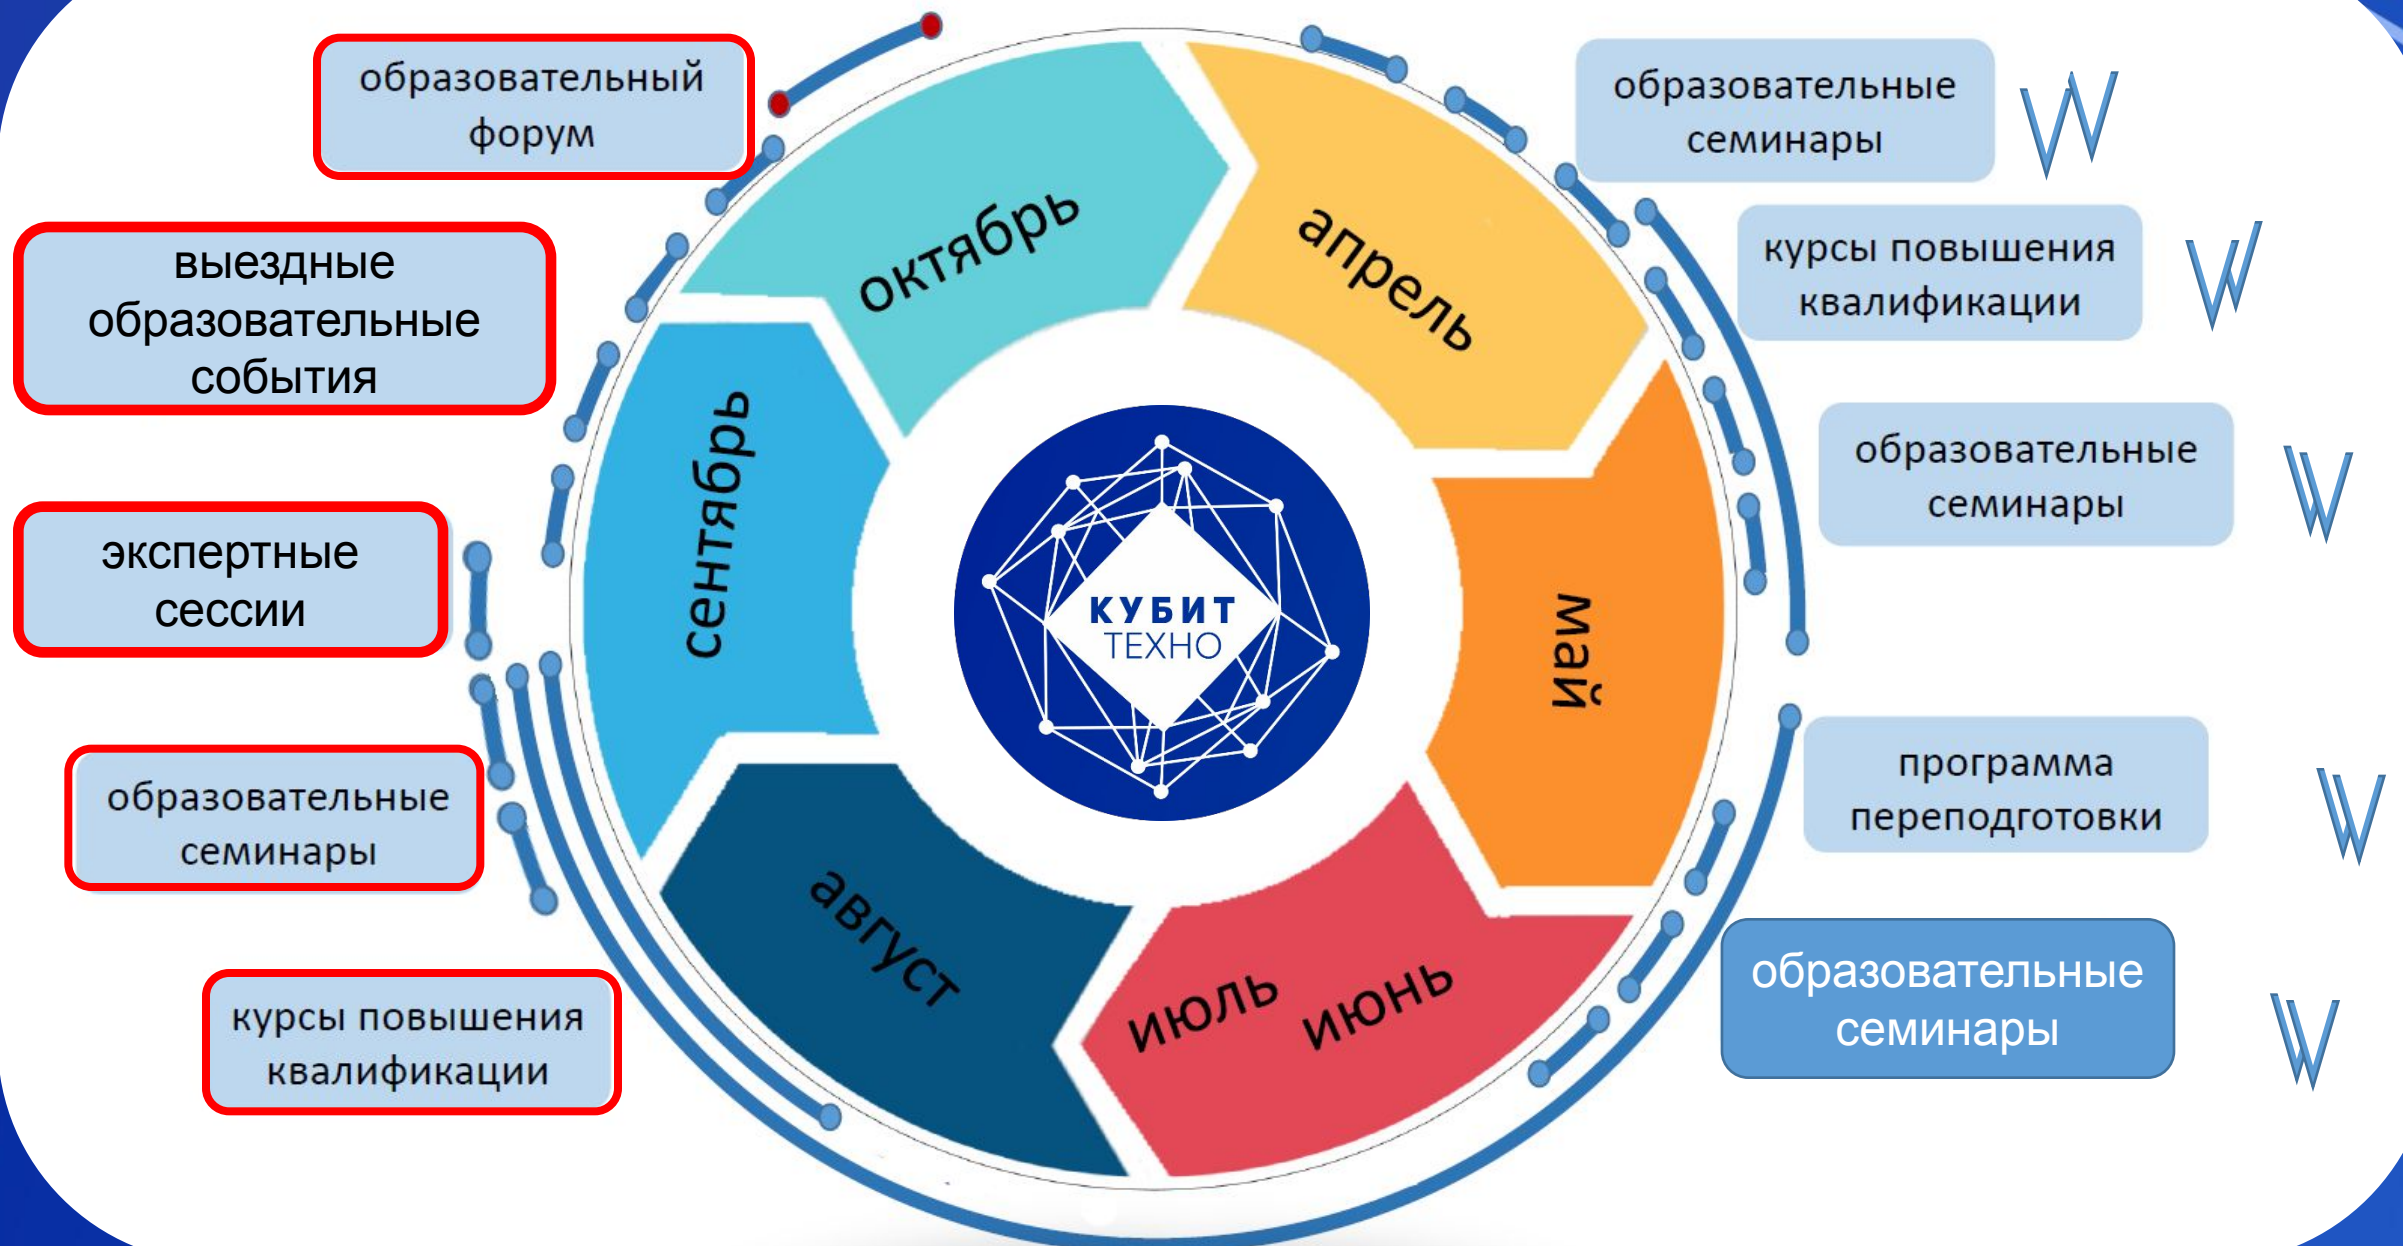 образовательный
форум
выездные
образовательные
события
экспертные
сессии
образовательные
семинары
курсы повышения
квалификации
октябрь
сентябрь
август
апрель
май
июль
июнь
КУБИТ
ТЕХНО
образовательные
семинары
курсы повышения
квалификации
образовательные
семинары
программа
переподготовки
образовательные
семинары